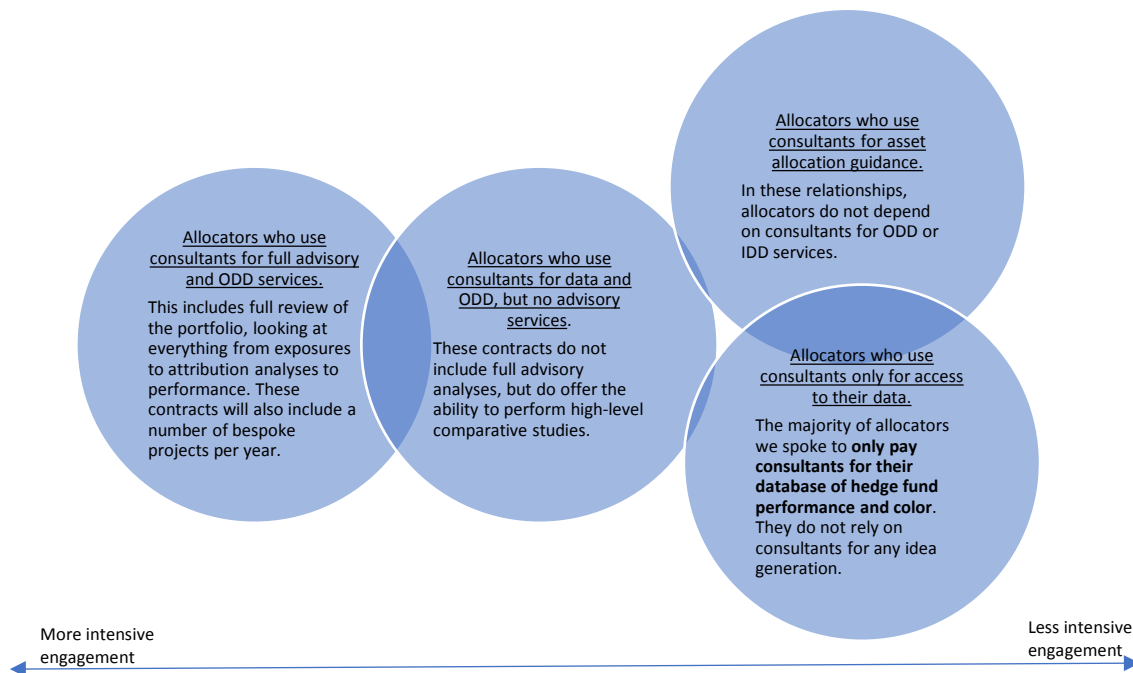 Allocators who use
consultants for full advisory
and ODD services.
This includes full review of
the portfolio, looking at
everything from exposures
to attribution analyses to
performance. These
contracts will also include a
number of bespoke
projects per year.
Allocators who use
consultants for data and
ODD, but no advisory
services.
These contracts do not
include full advisory
analyses, but do offer the
ability to perform high-level
comparative studies.
Allocators who use
consultants for asset
allocation guidance.
In these relationships,
allocators do not depend
on consultants for ODD or
IDD services.
Allocators who use
consultants only for access
to their data.
The majority of allocators
we spoke to only pay
consultants for their
database of hedge fund
performance and color.
They do not rely on
consultants for any idea
generation.
More intensive
engagement
Less intensive
engagement